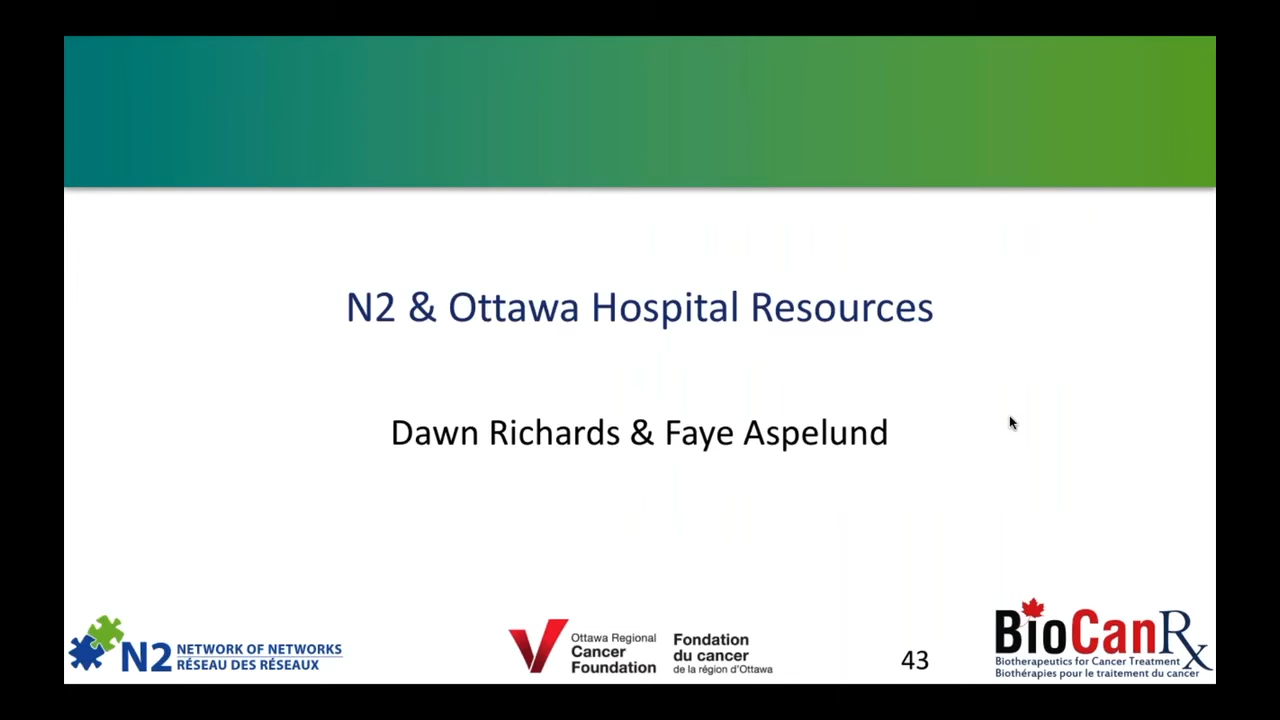 N2 & Ottawa Hospital Resources
Dawn Richards & Faye Aspelund
N2 NETWORK OF NETWORKS
RÉSEAU DES RÉSEAUX
Ottawa Regional
Cancer
Foundation
Fondation
du cancer
de la région d'Ottawa
43
BioCanRx
Biotherapeutics for Cancer Treatment
Biothérapies pour le traitement du cancer